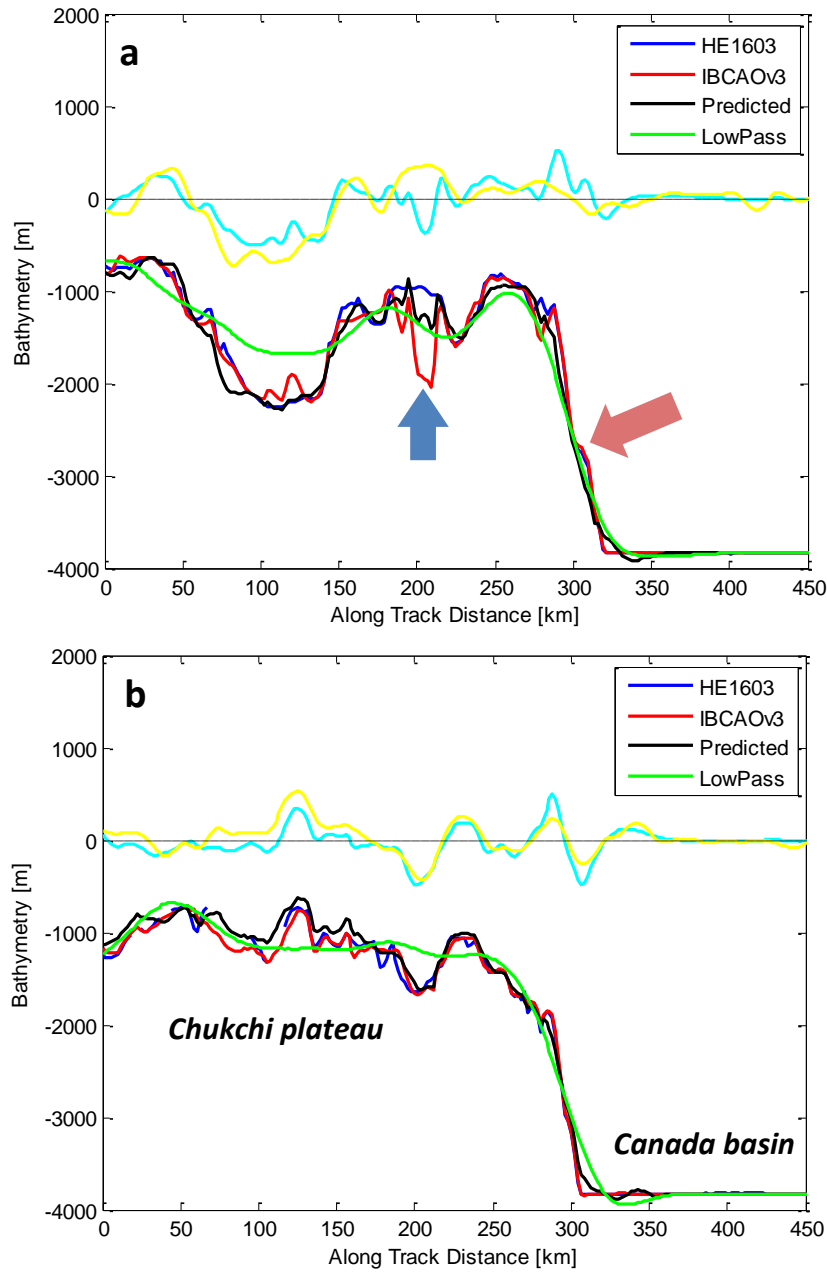 a
2000
1000
0
-1000
-2000
-3000
-4000
Bathymetry [m]
HE1603
IBCAOv3
Predicted
LowPass
0 50 100 150 200 250 300 350 400 450
Along Track Distance [km]
b
2000
1000
0
-1000
-2000
-3000
-4000
Bathymetry [m]
HE1603
IBCAOv3
Predicted
LowPass
Chukchi plateau
Canada basin
0 50 100 150 200 250 300 350 400 450
Along Track Distance [km]